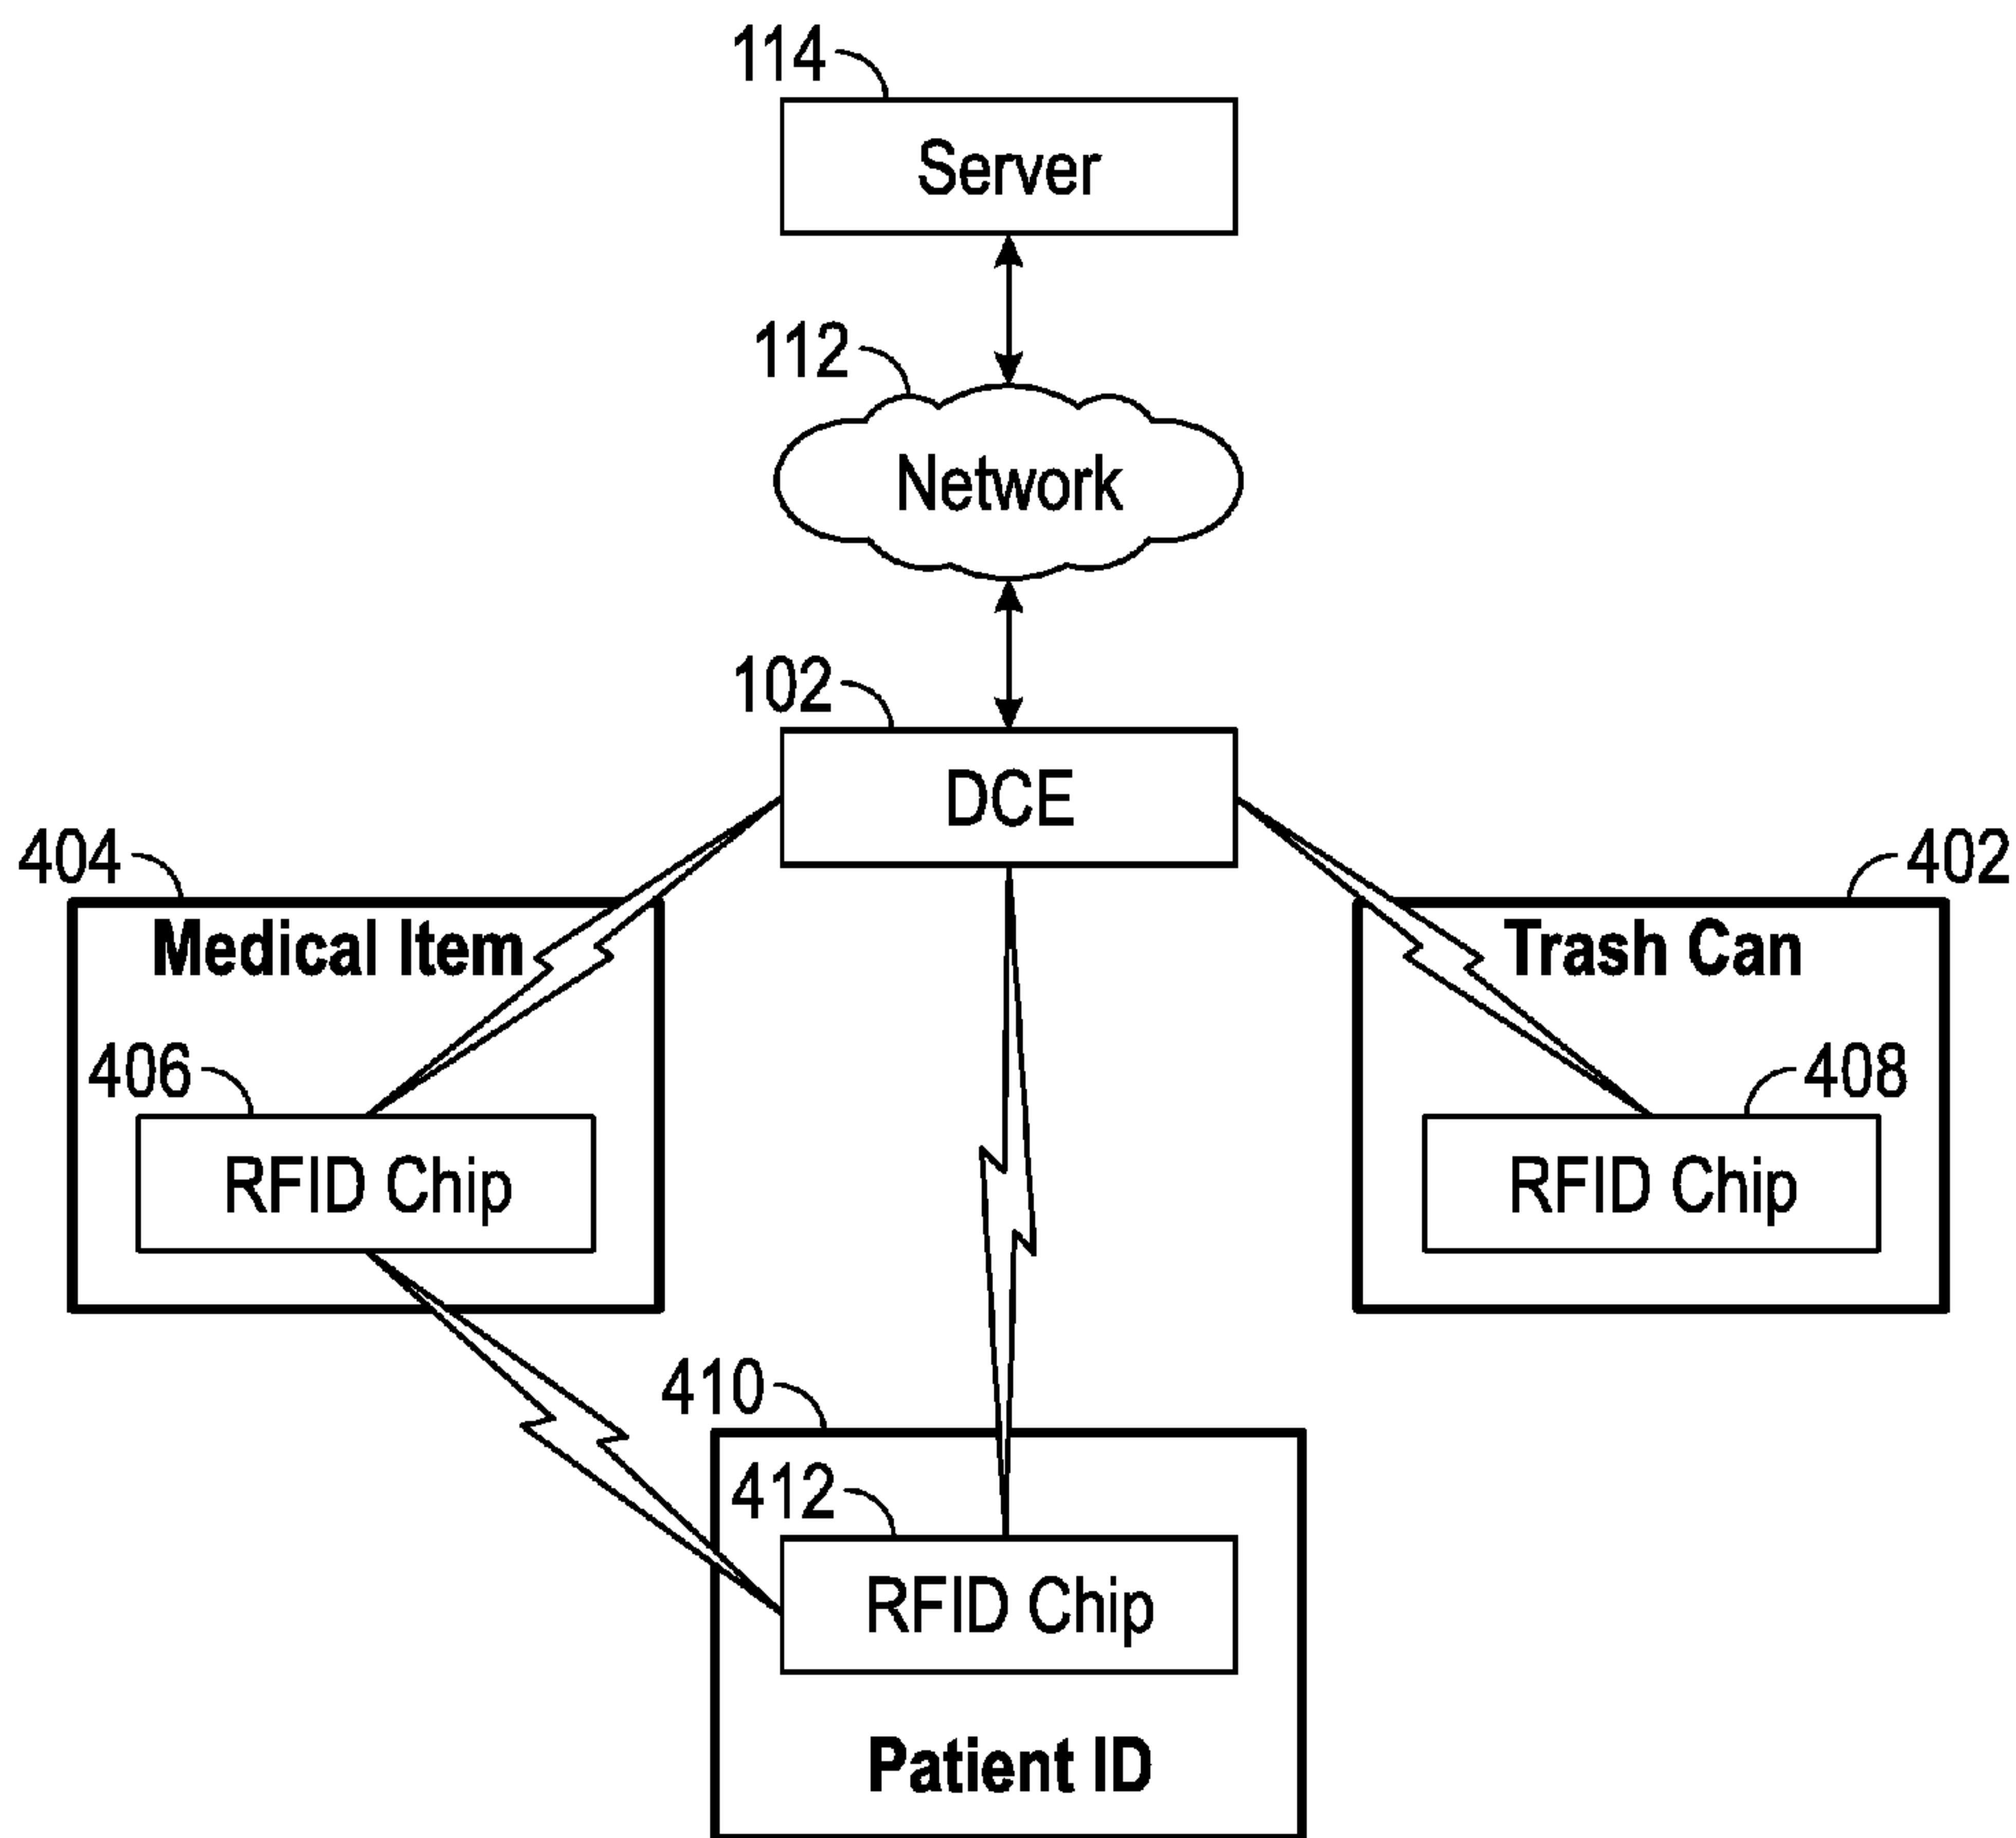 114
Server
112
Network
102
DCE
404
402
Medical Item
Trash Can
406
408
RFID Chip
RFID Chip
410
412
RFID Chip
Patient ID